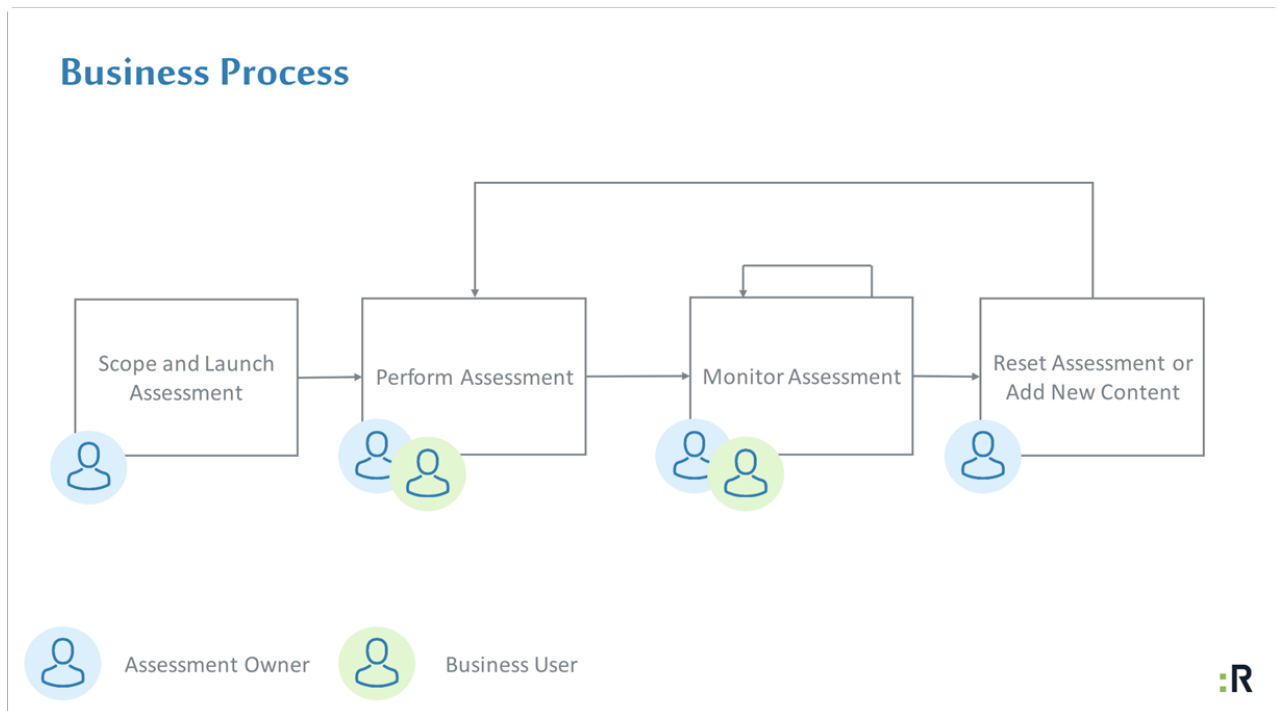 Business Process
Scope and Launch
Assessment
Perform Assessment
Monitor Assessment
Reset Assessment or
Add New Content
Assessment Owner
Business User
:R